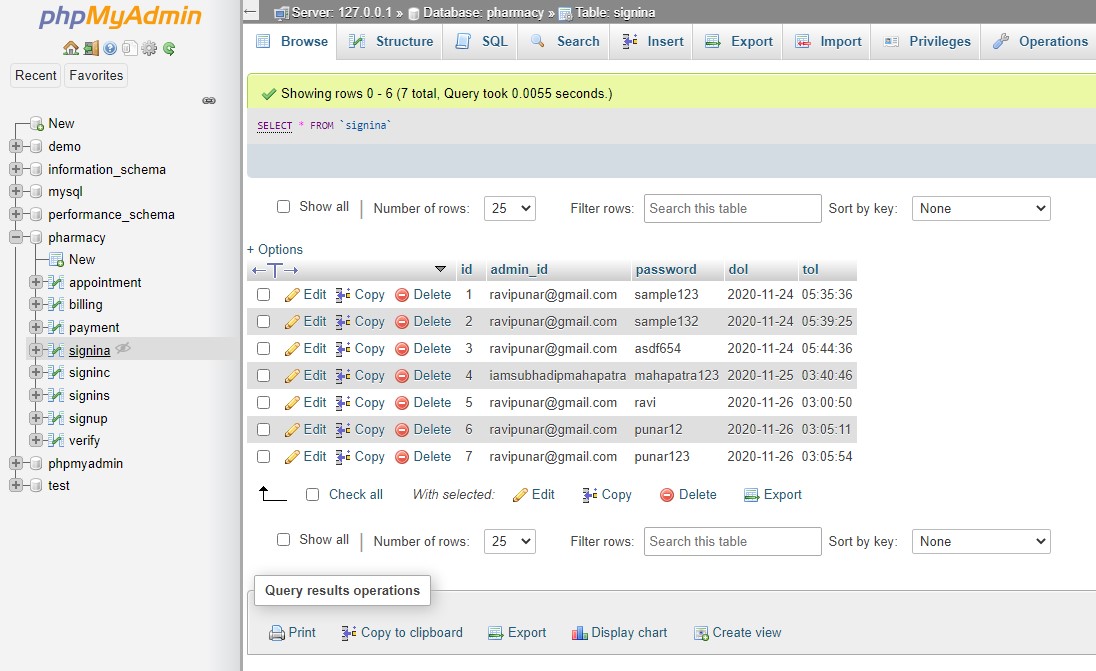 phpMyAdmin
Recent Favorites
New
demo
information_schema
mysql
performance_schema
pharmacy
New
appointment
billing
payment
signina
signinc
signins
signup
verify
phpmyadmin
test
Server: 127.0.0.1 » Database: pharmacy » Table: signina
Browse Structure SQL Search Insert Export Import Privileges Operations
Showing rows 0 - 6 (7 total, Query took 0.0055 seconds.)
SELECT * FROM `signina`
Show all | Number of rows: 25 Filter rows: Search this table Sort by key: None
+ Options
←T→ id admin_id password dol tol
Edit Copy Delete 1 ravipunar@gmail.com sample123 2020-11-24 05:35:36
Edit Copy Delete 2 ravipunar@gmail.com sample132 2020-11-24 05:39:25
Edit Copy Delete 3 ravipunar@gmail.com asdf654 2020-11-24 05:44:36
Edit Copy Delete 4 iamsubhadipmahapatra mahapatra123 2020-11-25 03:40:46
Edit Copy Delete 5 ravipunar@gmail.com ravi 2020-11-26 03:00:50
Edit Copy Delete 6 ravipunar@gmail.com punar12 2020-11-26 03:05:11
Edit Copy Delete 7 ravipunar@gmail.com punar123 2020-11-26 03:05:54
Check all With selected: Edit Copy Delete Export
Show all | Number of rows: 25 Filter rows: Search this table Sort by key: None
Query results operations
Print Copy to clipboard Export Display chart Create view